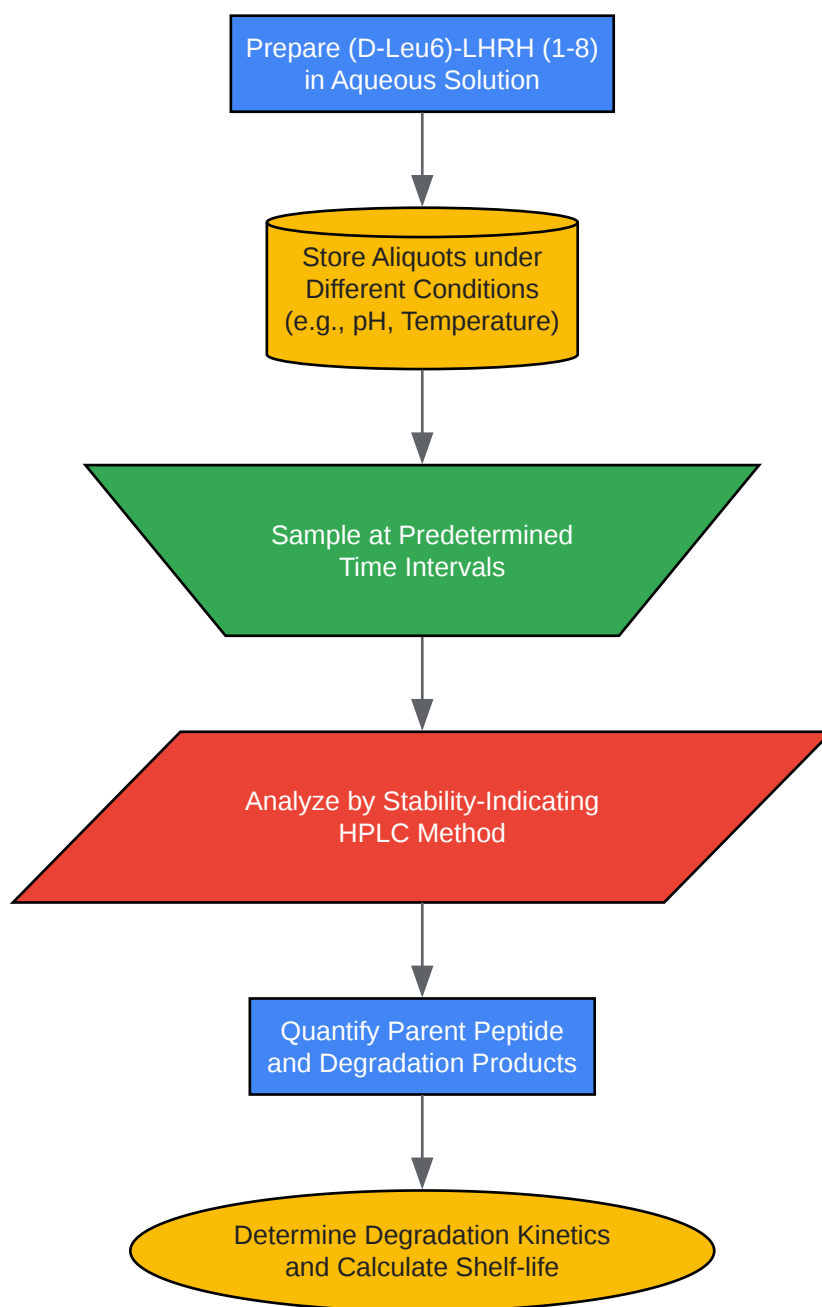 Prepare (D-Leu6)-LHRH (1-8)
in Aqueous Solution
Store Aliquots under
Different Conditions
(e.g., pH, Temperature)
Sample at Predetermined
Time Intervals
Analyze by Stability-Indicating
HPLC Method
Quantify Parent Peptide
and Degradation Products
Determine Degradation Kinetics
and Calculate Shelf-life